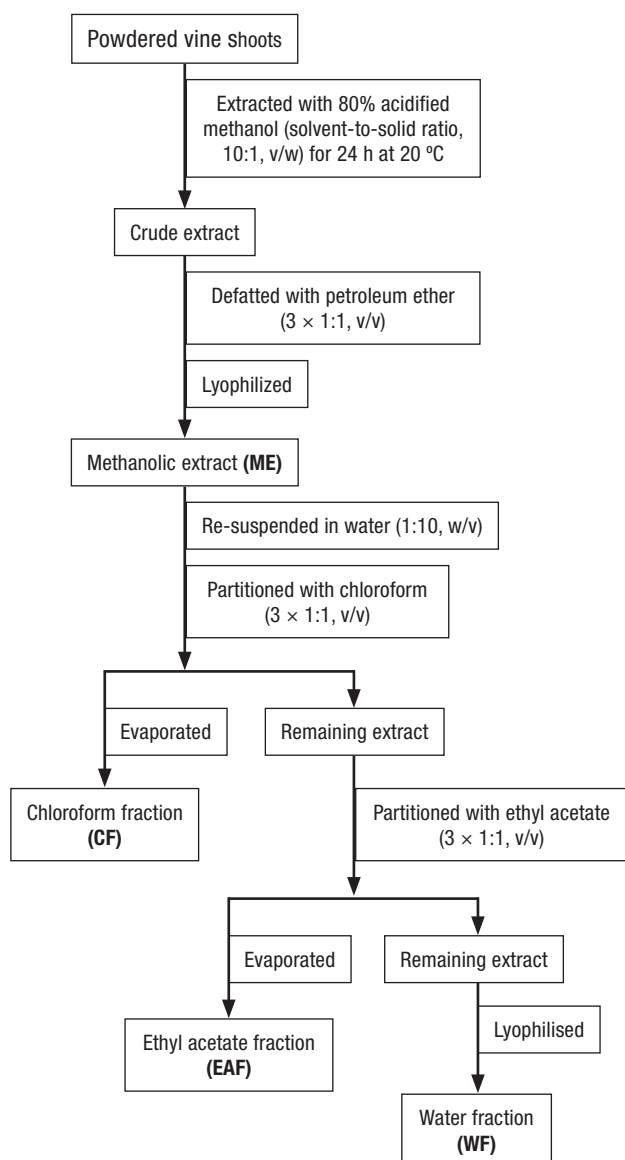 Powdered vine shoots
Extracted with 80% acidified
methanol (solvent-to-solid ratio,
10:1, v/w) for 24 h at 20 ºC
Crude extract
Defatted with petroleum ether
(3 × 1:1, v/v)
Lyophilized
Methanolic extract (ME)
Re-suspended in water (1:10, w/v)
Partitioned with chloroform
(3 × 1:1, v/v)
Evaporated
Remaining extract
Chloroform fraction
(CF)
Partitioned with ethyl acetate
(3 × 1:1, v/v)
Evaporated
Remaining extract
Ethyl acetate fraction
(EAF)
Lyophilised
Water fraction
(WF)